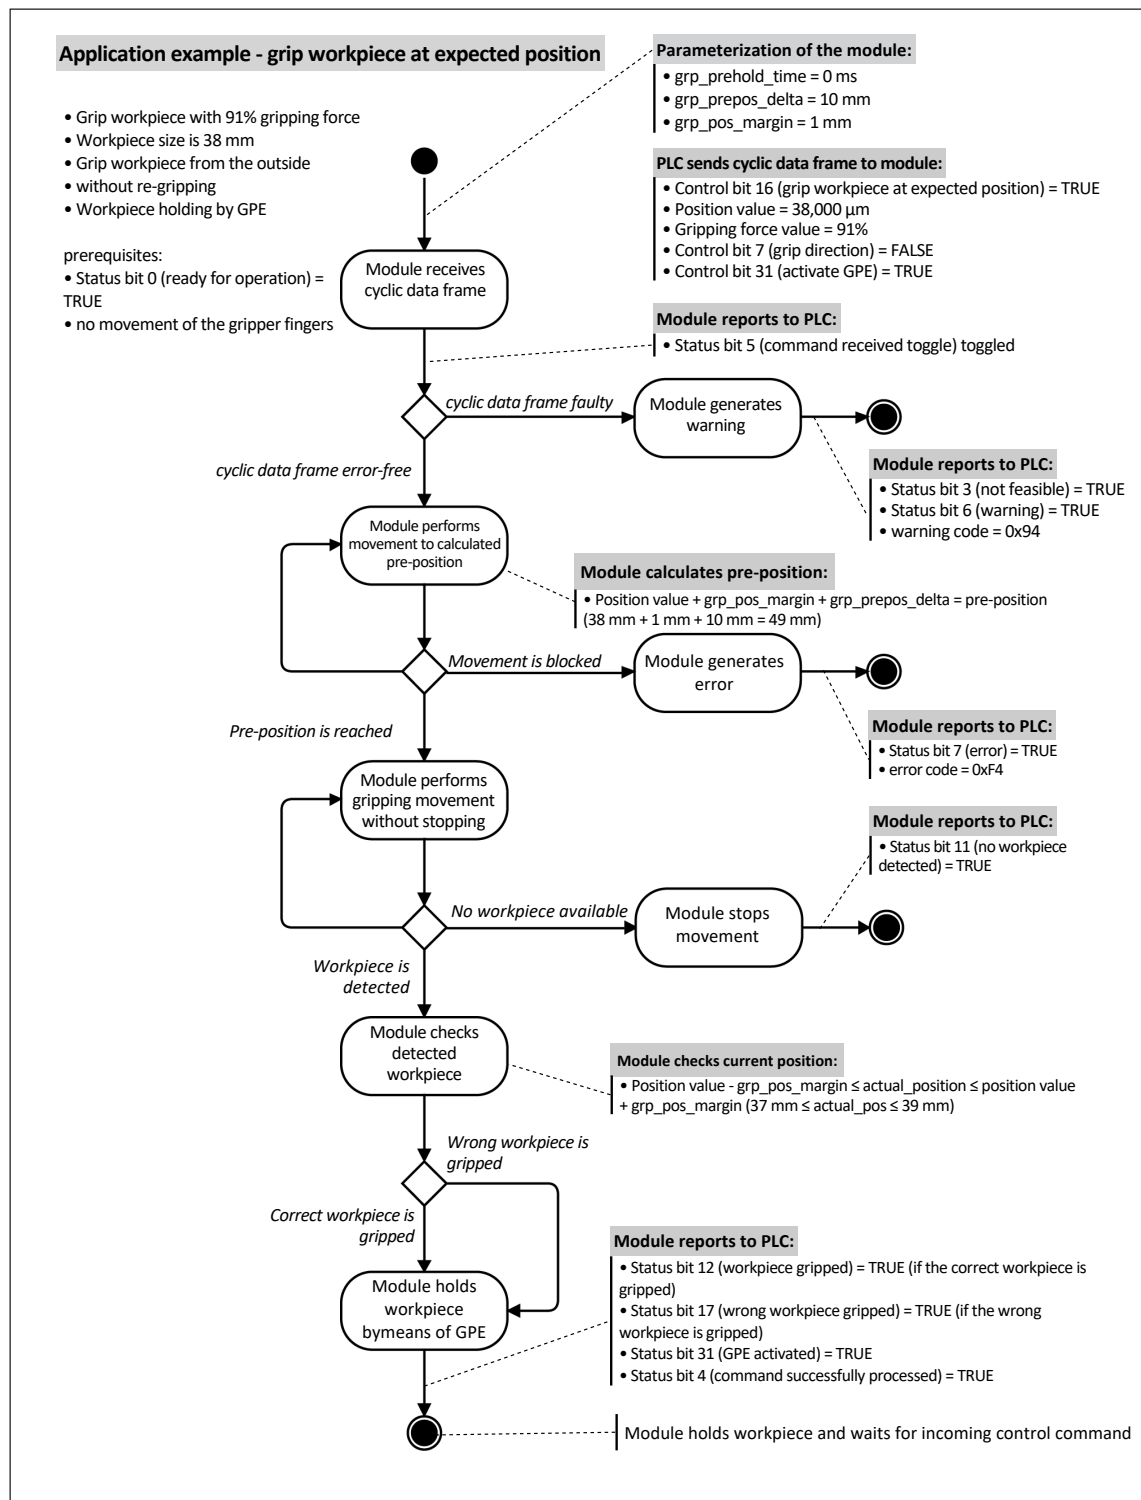 Application example - grip workpiece at expected position
• Grip workpiece with 91% gripping force
• Workpiece size is 38 mm
• Grip workpiece from the outside
• without re-gripping
• Workpiece holding by GPE
prerequisites:
• Status bit 0 (ready for operation) =
TRUE
• no movement of the gripper fingers
Parameterization of the module:
• grp_prehold_time = 0 ms
• grp_prepos_delta = 10 mm
• grp_pos_margin = 1 mm
PLC sends cyclic data frame to module:
• Control bit 16 (grip workpiece at expected position) = TRUE
• Position value = 38,000 µm
• Gripping force value = 91%
• Control bit 7 (grip direction) = FALSE
• Control bit 31 (activate GPE) = TRUE
Module receives
cyclic data frame
Module reports to PLC:
• Status bit 5 (command received toggle) toggled
cyclic data frame faulty
Module generates
warning
Module reports to PLC:
• Status bit 3 (not feasible) = TRUE
• Status bit 6 (warning) = TRUE
• warning code = 0x94
cyclic data frame error-free
Module performs
movement to calculated
pre-position
Module calculates pre-position:
• Position value + grp_pos_margin + grp_prepos_delta = pre-position
(38 mm + 1 mm + 10 mm = 49 mm)
Movement is blocked
Module generates
error
Module reports to PLC:
• Status bit 7 (error) = TRUE
• error code = 0xF4
Pre-position is reached
Module performs
gripping movement
without stopping
Module reports to PLC:
• Status bit 11 (no workpiece
detected) = TRUE
No workpiece available
Module stops
movement
Workpiece is
detected
Module checks
detected
workpiece
Module checks current position:
• Position value - grp_pos_margin ≤ actual_position ≤ position value
+ grp_pos_margin (37 mm ≤ actual_pos ≤ 39 mm)
Wrong workpiece is
gripped
Correct workpiece is
gripped
Module holds
workpiece
bymeans of GPE
Module reports to PLC:
• Status bit 12 (workpiece gripped) = TRUE (if the correct workpiece is
gripped)
• Status bit 17 (wrong workpiece gripped) = TRUE (if the wrong
workpiece is gripped)
• Status bit 31 (GPE activated) = TRUE
• Status bit 4 (command successfully processed) = TRUE
Module holds workpiece and waits for incoming control command